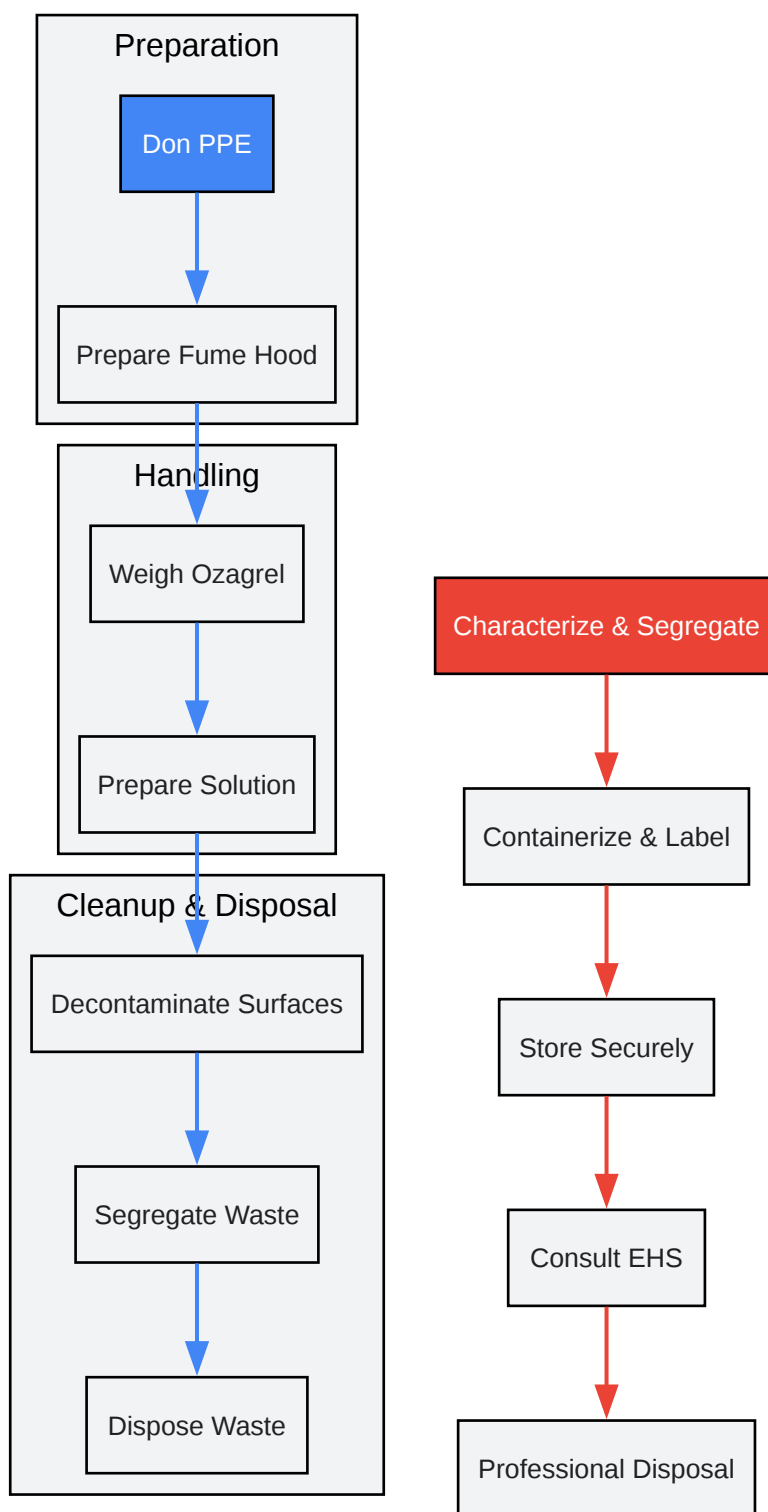 Preparation
Don PPE
Prepare Fume Hood
Handling
Weigh Ozagrel
Prepare Solution
Cleanup & Disposal
Decontaminate Surfaces
Segregate Waste
Dispose Waste
Characterize & Segregate
Containerize & Label
Store Securely
Consult EHS
Professional Disposal